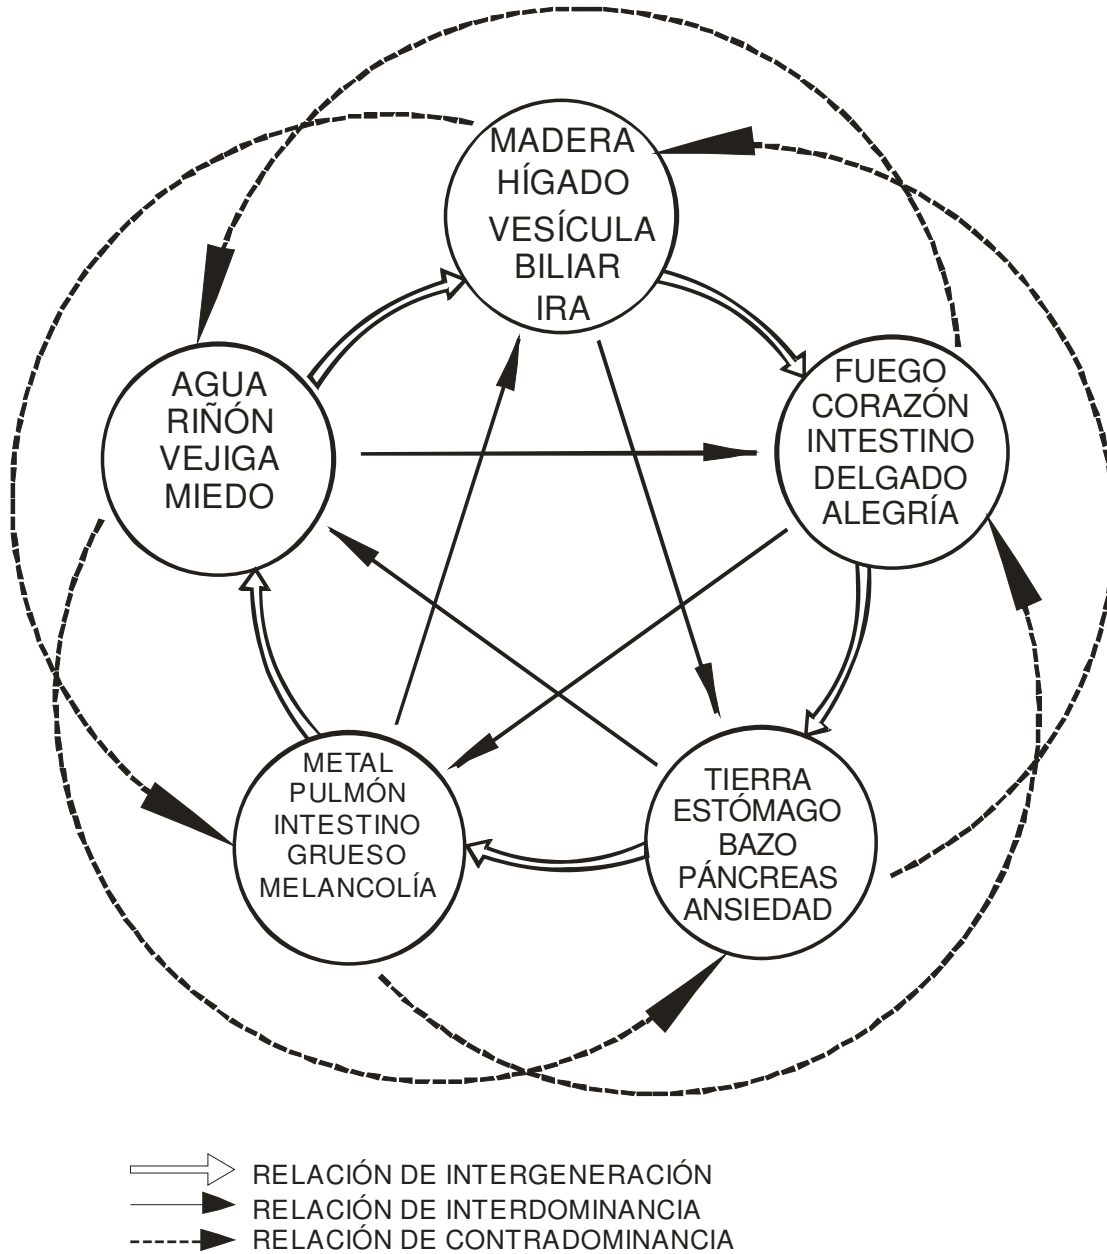 MADERA
HÍGADO
VESÍCULA
BILIAR
IRA
AGUA
RIÑÓN
VEJIGA
MIEDO
FUEGO
CORAZÓN
INTESTINO
DELGADO
ALEGRÍA
METAL
PULMÓN
INTESTINO
GRUESO
MELANCOLÍA
TIERRA
ESTÓMAGO
BAZO
PÁNCREAS
ANSIEDAD
RELACIÓN DE INTERGENERACIÓN
RELACIÓN DE INTERDOMINANCIA
RELACIÓN DE CONTRADOMINANCIA